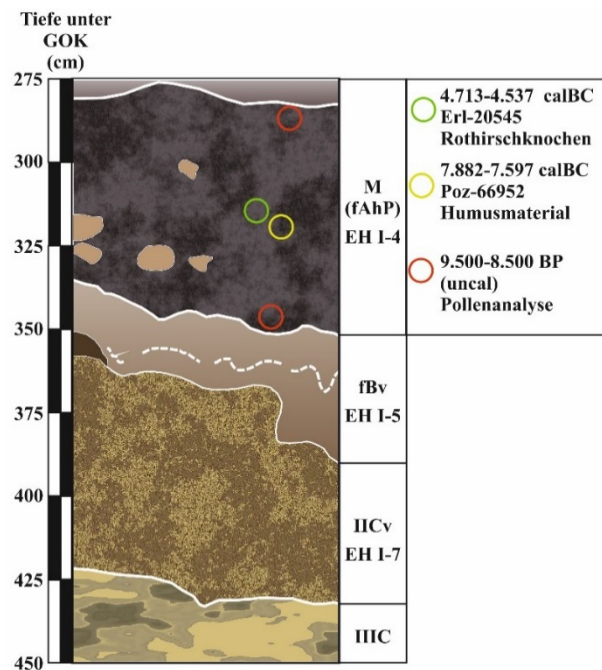 Tiefe unter
GOK
(cm)
275
300
325
350
375
400
425
450
M
(fAhP)
EH I-4
fBv
EH I-5
IICv
EH I-7
IIIC
4.713-4.537 calBC
Erl-20545
Rothirschknochen
7.882-7.597 calBC
Poz-66952
Humusmaterial
9.500-8.500 BP
(uncal)
Pollenanalyse